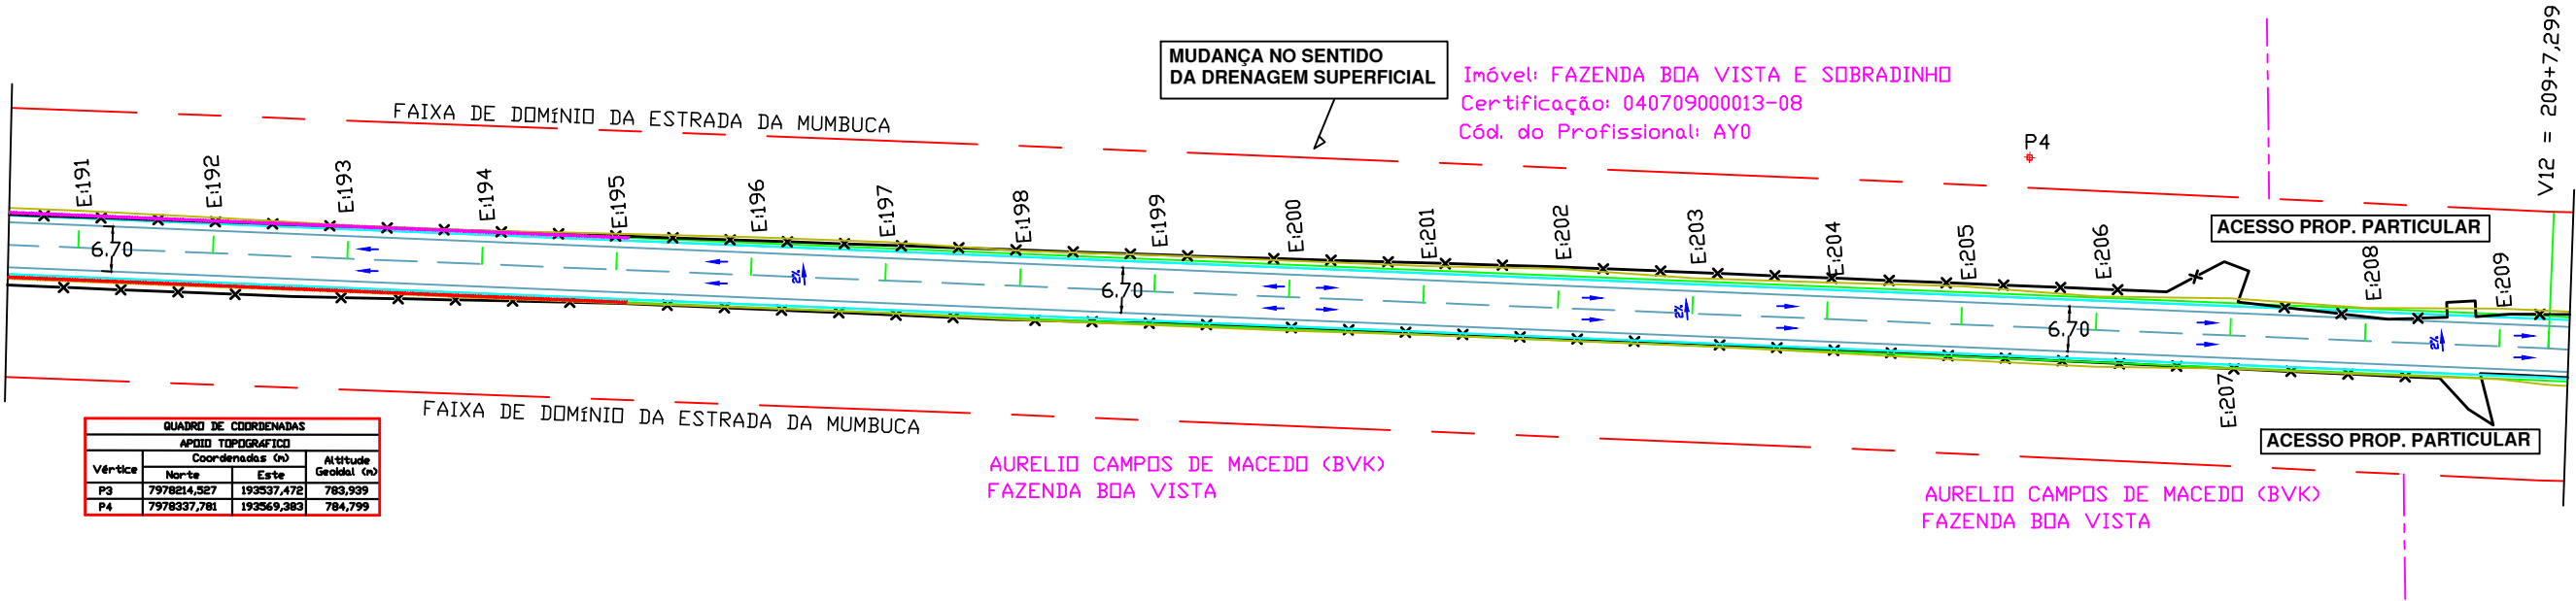 MUDANÇA NO SENTIDO
DA DRENAGEM SUPERFICIAL
Imóvel: FAZENDA BOA VISTA E SOBRADINHO
Certificação: 040709000013-08
Cód. do Profissional: AY0
V12 = 209+7,299
P4
FAIXA DE DOMíNIO DA ESTRADA DA MUMBUCA
E:191
E:192
E:193
E:194
E:195
E:196
E:197
E:198
E:199
E:200
E:201
E:202
E:203
E:204
E:205
E:206
ACESSO PROP. PARTICULAR
E:208
E:209
6.70
2%
6.70
2%
6.70
2%
E:207
FAIXA DE DOMíNIO DA ESTRADA DA MUMBUCA
ACESSO PROP. PARTICULAR
AURELIO CAMPOS DE MACEDO (BVK)
FAZENDA BOA VISTA
AURELIO CAMPOS DE MACEDO (BVK)
FAZENDA BOA VISTA
QUADRO DE COORDENADAS
APOIO TOPOGRÁFICO
Vértice Coordenadas (m) Altitude Geoidal (m)
Norte Este
P3 7978214,527 193537,472 783,939
P4 7978337,781 193569,383 784,799